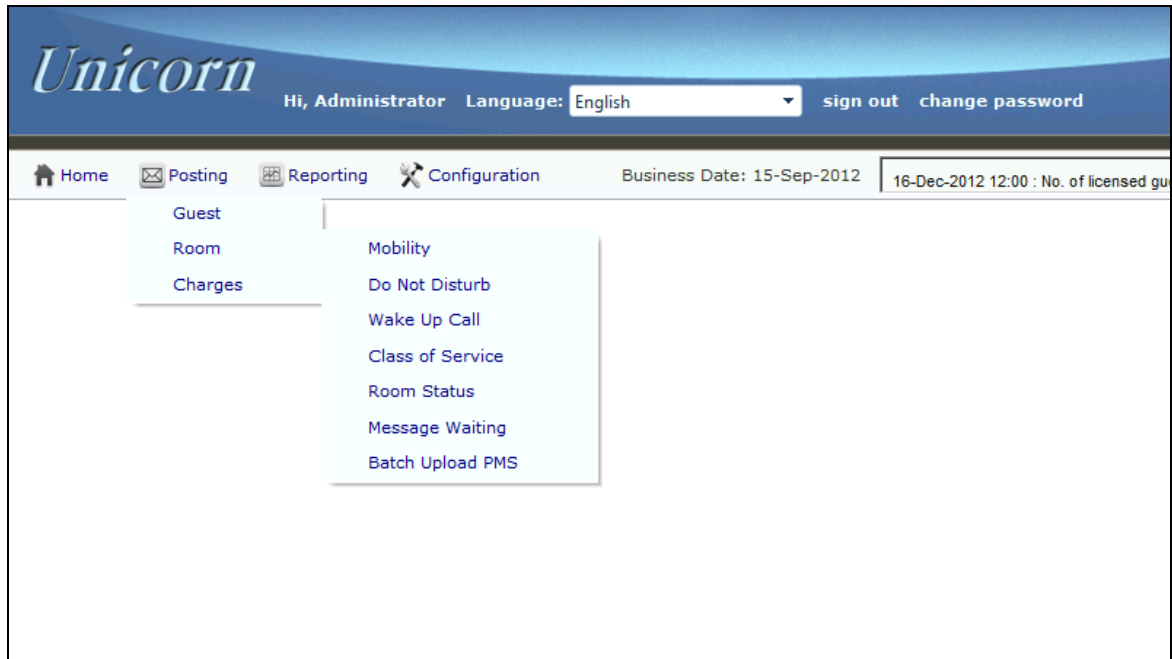 Unicorn
Hi, Administrator Language: English sign out change password
Home Posting Reporting Configuration Business Date: 15-Sep-2012 16-Dec-2012 12:00 : No. of licensed
Guest
Room
Charges
Mobility
Do Not Disturb
Wake Up Call
Class of Service
Room Status
Message Waiting
Batch Upload PMS